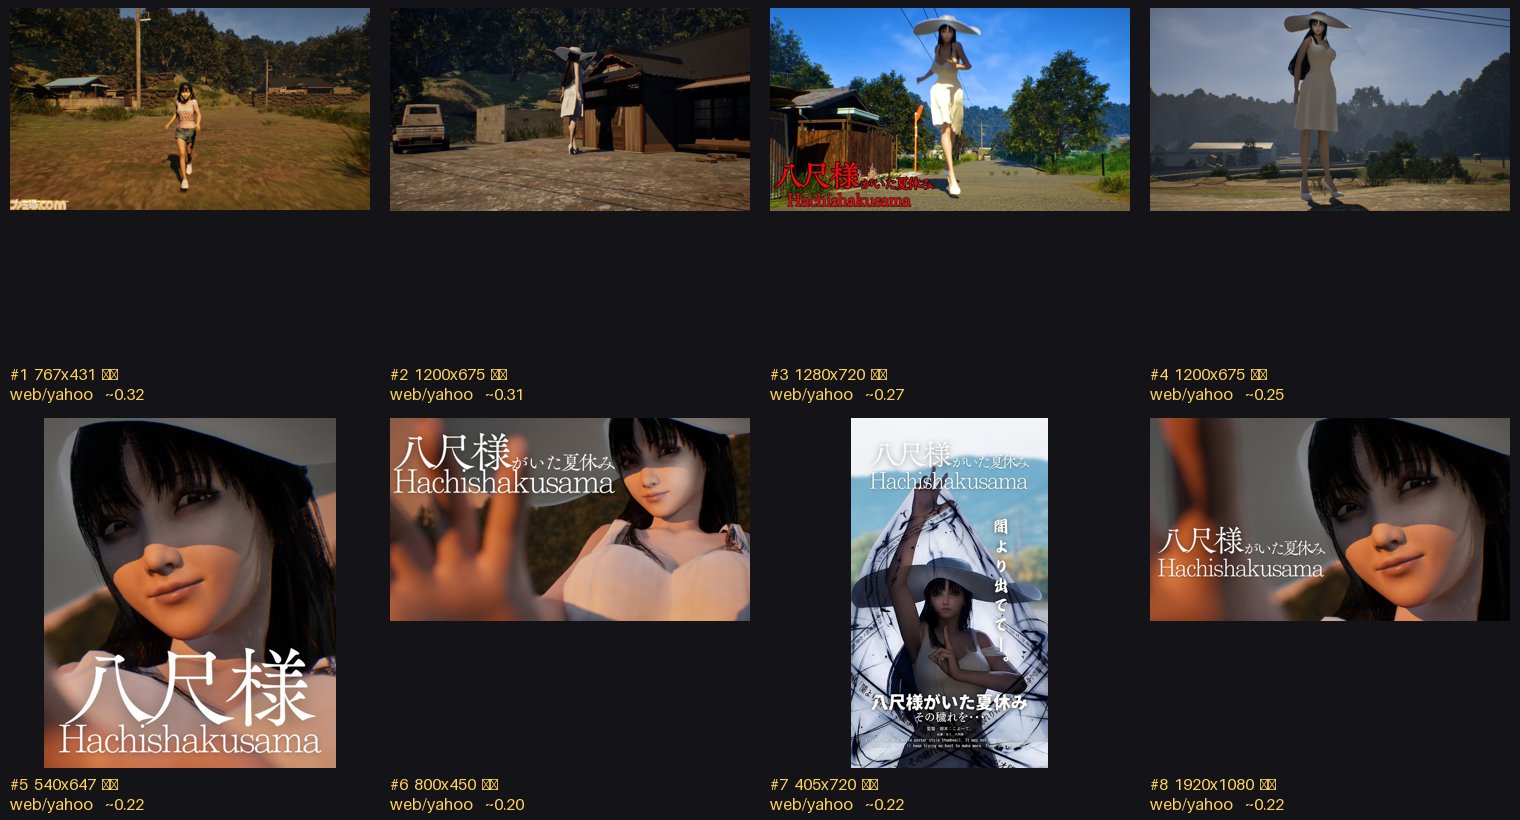 ファミ通.com
八尺様がいた夏休み
Hachishakusama
#1 767x431
web/yahoo ~0.32
#2 1200x675
web/yahoo ~0.31
#3 1280x720
web/yahoo ~0.27
#4 1200x675
web/yahoo ~0.25
八尺様
Hachishakusama
八尺様がいた夏休み
Hachishakusama
八尺様がいた夏休み
Hachishakusama
闇より出でて―。
八尺様がいた夏休み
その穢れを・・・
八尺様がいた夏休み
Hachishakusama
#5 540x647
web/yahoo ~0.22
#6 800x450
web/yahoo ~0.20
#7 405x720
web/yahoo ~0.22
#8 1920x1080
web/yahoo ~0.22